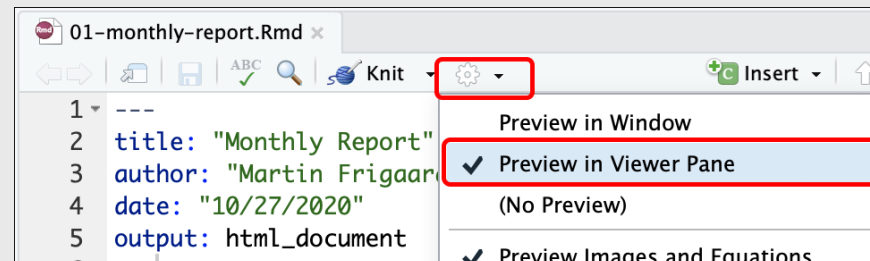 Rmd 01-monthly-report.Rmd ×
ABC Knit C Insert
1 ---
2 title: "Monthly Report"
Preview in Window
3 author: "Martin Frigaar
Preview in Viewer Pane
4 date: "10/27/2020"
(No Preview)
5 output: html_document
Preview Images and Equations